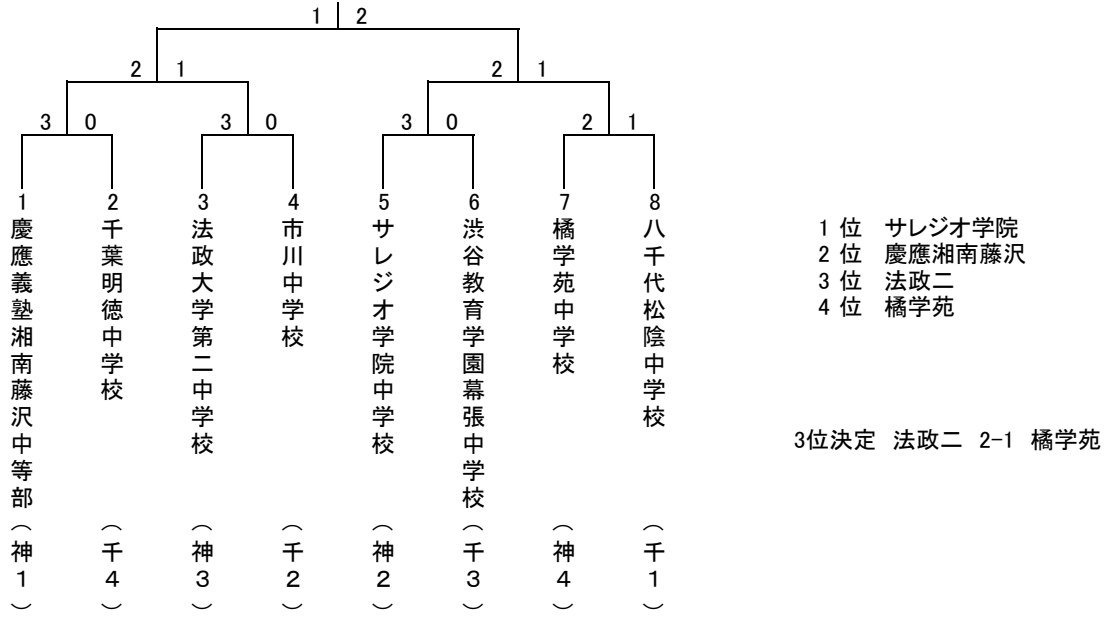 1 2
2 1
2 1
3 0
3 0
3 0
2 1
1
慶應義塾湘南藤沢中等部
（神1）
2
千葉明徳中学校
（千4）
3
法政大学第二中学校
（神3）
4
市川中学校
（千2）
5
サレジオ学院中学校
（神2）
6
渋谷教育学園幕張中学校
（千3）
7
橘学苑中学校
（神4）
8
八千代松陰中学校
（千1）
1 位 サレジオ学院
2 位 慶應湘南藤沢
3 位 法政二
4 位 橘学苑
3位決定 法政二 2-1 橘学苑